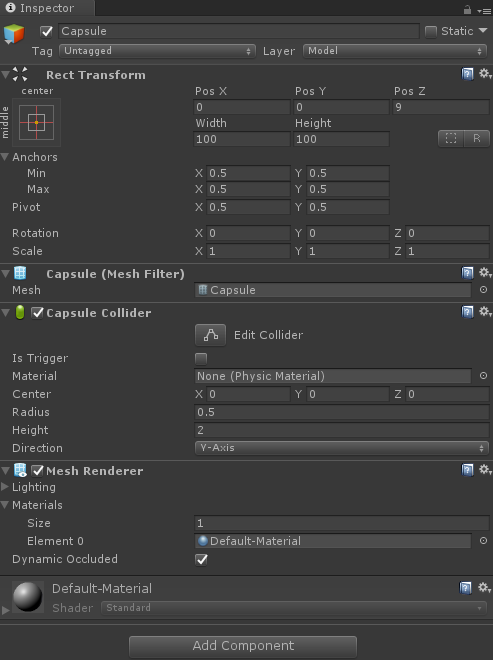 Inspector
Capsule Static
Tag Untagged Layer Model
Rect Transform
center Pos X Pos Y Pos Z
middle 0 0 9
Width Height
100 100 R
Anchors
Min X 0.5 Y 0.5
Max X 0.5 Y 0.5
Pivot X 0.5 Y 0.5
Rotation X 0 Y 0 Z 0
Scale X 1 Y 1 Z 1
Capsule (Mesh Filter)
Mesh Capsule
Capsule Collider
Edit Collider
Is Trigger
Material None (Physic Material)
Center X 0 Y 0 Z 0
Radius 0.5
Height 2
Direction Y-Axis
Mesh Renderer
Lighting
Materials
Size 1
Element 0 Default-Material
Dynamic Occluded
Default-Material
Shader Standard
Add Component